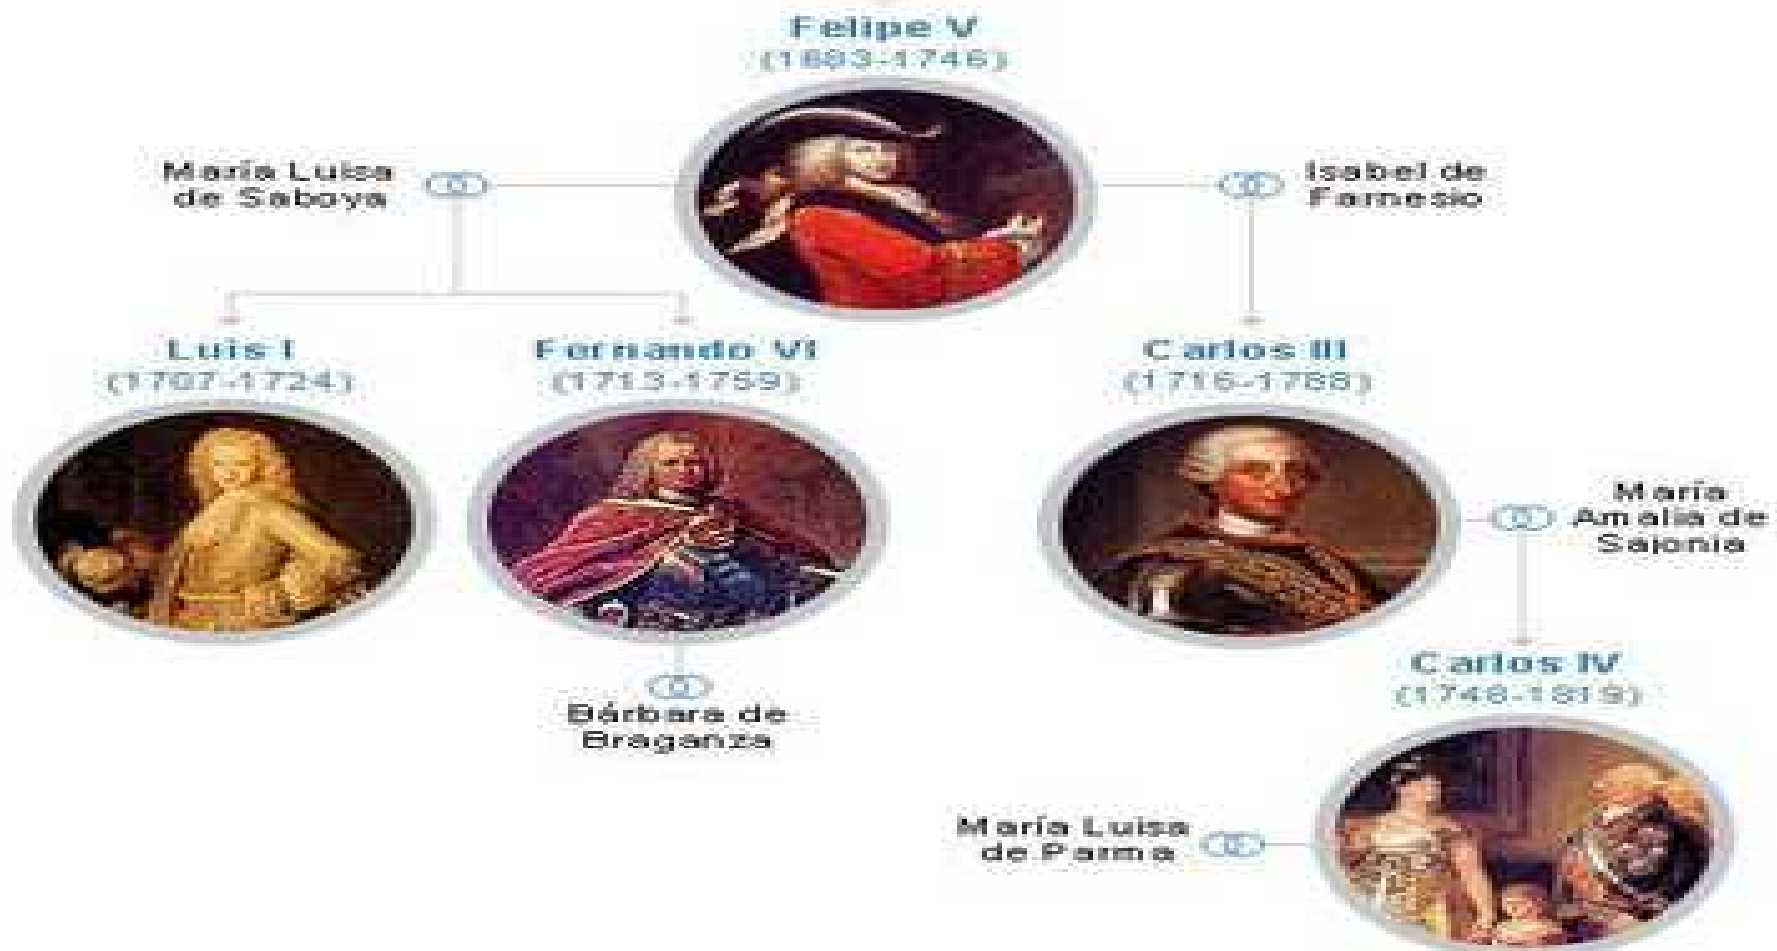 Felipe V
(1683-1746)
María Luisa
de Saboya
Isabel de
Farnesio
Luis I
(1707-1724)
Fernando VI
(1713-1759)
Carlos III
(1716-1788)
María
Amalia de
Sajonia
Carlos IV
(1748-1819)
Bárbara de
Braganza
María Luisa
de Parma